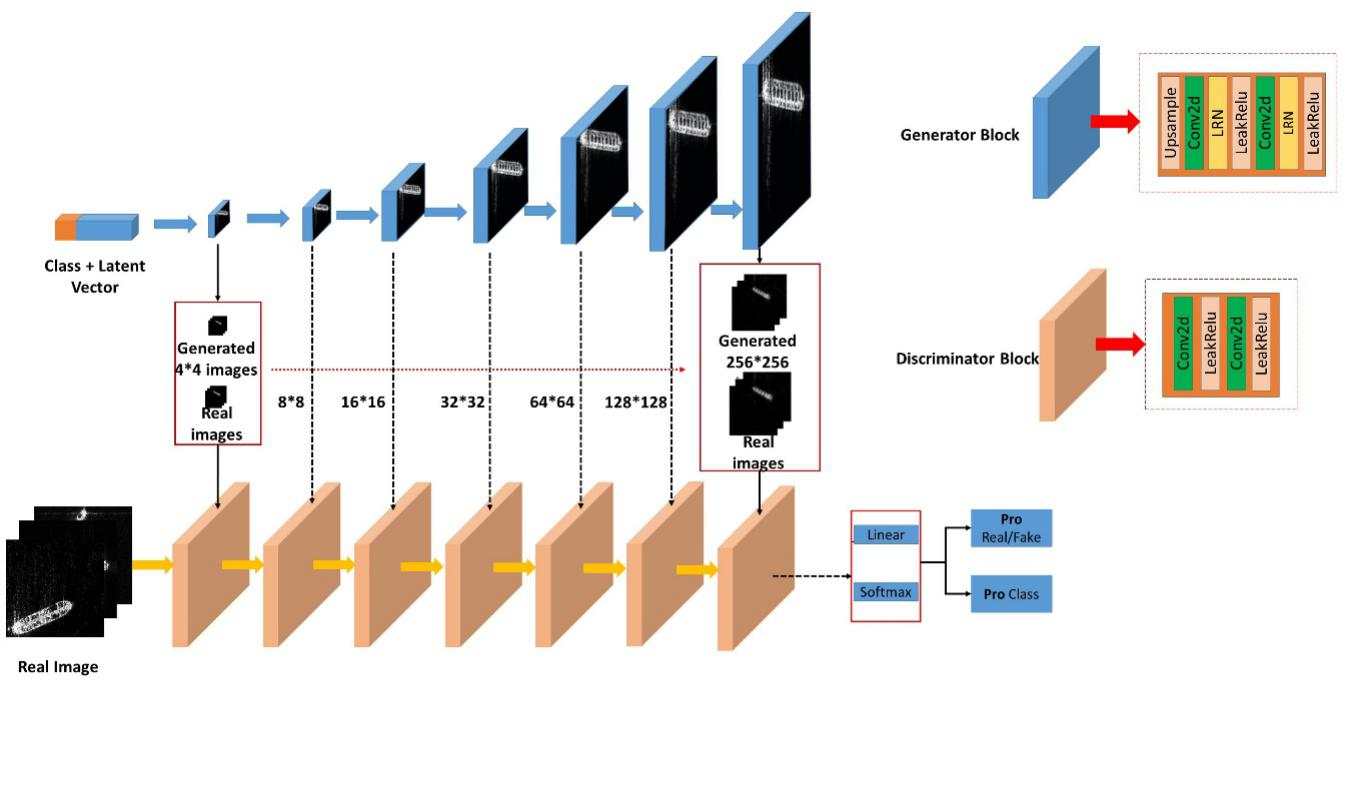 Class + Latent
Vector
Generated
4*4 images
Real
images
8*8
16*16
32*32
64*64
128*128
Generated
256*256
Real
images
Real Image
Linear
Softmax
Pro
Real/Fake
Pro Class
Generator Block
Upsample
Conv2d
LRN
LeakRelu
Conv2d
LRN
LeakRelu
Discriminator Block
Conv2d
LeakRelu
Conv2d
LeakRelu